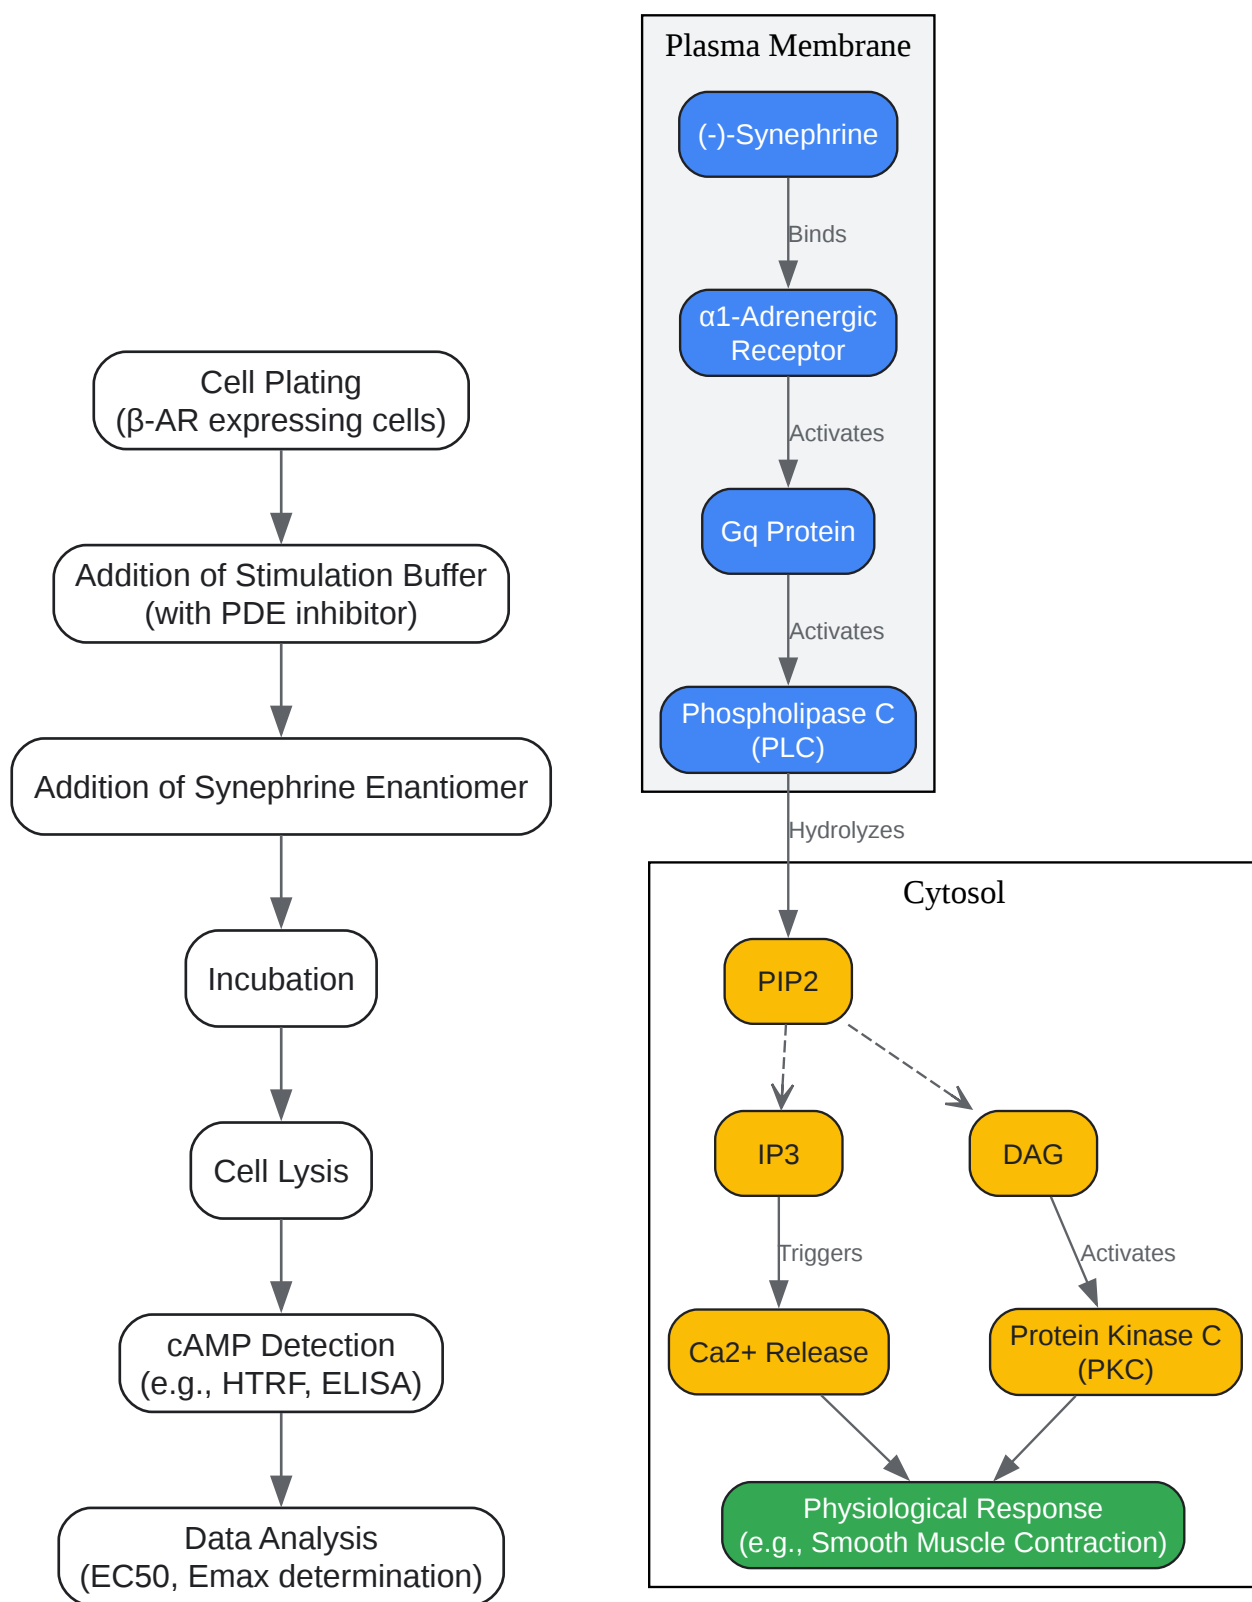 Cell Plating
(β-AR expressing cells)
Addition of Stimulation Buffer
(with PDE inhibitor)
Addition of Synephrine Enantiomer
Incubation
Cell Lysis
cAMP Detection
(e.g., HTRF, ELISA)
Data Analysis
(EC50, Emax determination)
Plasma Membrane
(-)-Synephrine
Binds
α1-Adrenergic
Receptor
Activates
Gq Protein
Activates
Phospholipase C
(PLC)
Hydrolyzes
Cytosol
PIP2
IP3
DAG
Triggers
Activates
Ca2+ Release
Protein Kinase C
(PKC)
Physiological Response
(e.g., Smooth Muscle Contraction)